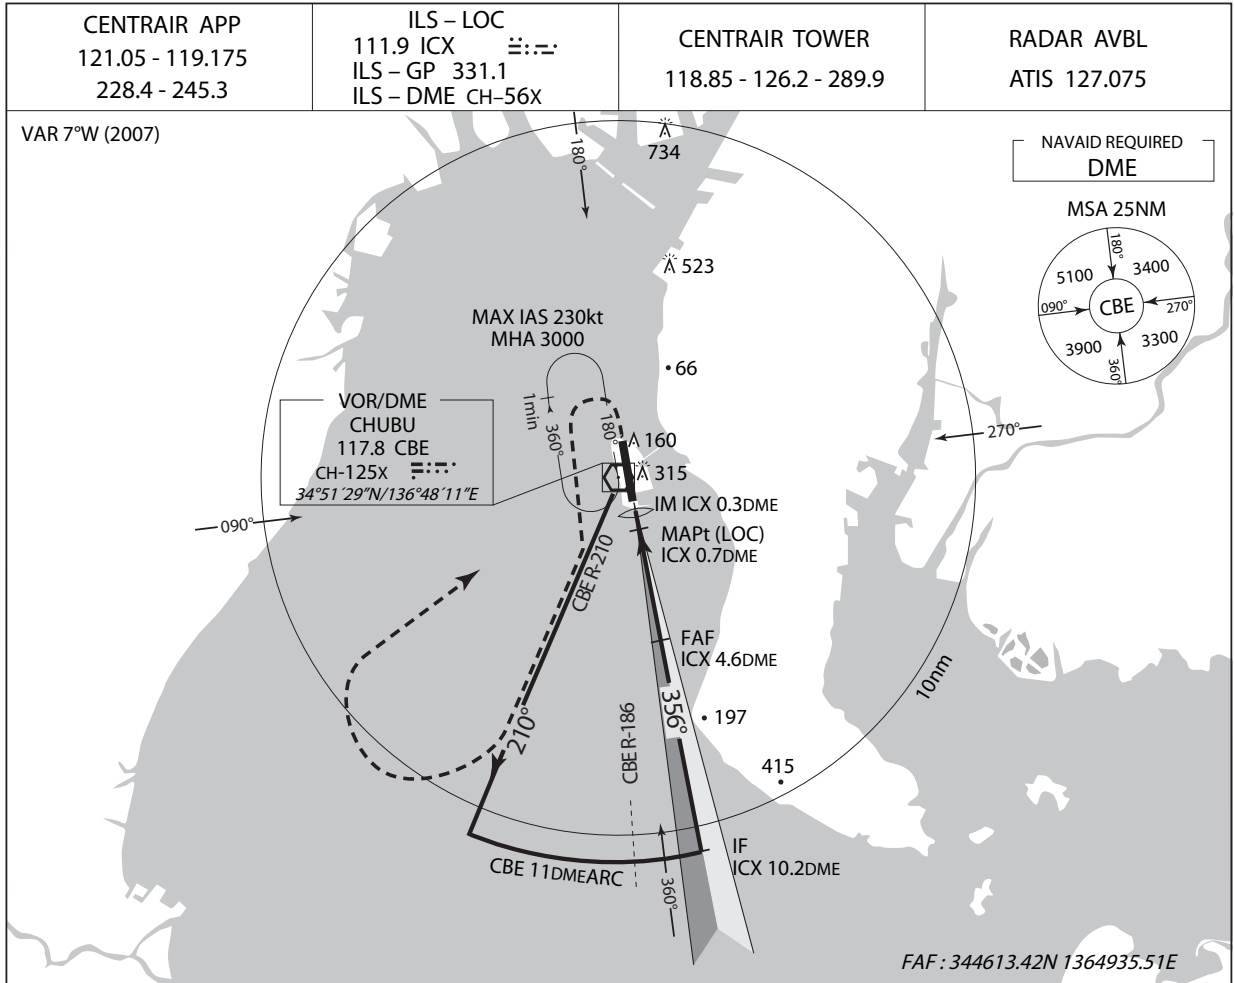 CENTRAIR APP
121.05 - 119.175
228.4 - 245.3
ILS – LOC
111.9 ICX
ILS – GP 331.1
ILS – DME CH–56X
CENTRAIR TOWER
118.85 - 126.2 - 289.9
RADAR AVBL
ATIS 127.075
VAR 7°W (2007)
180°
734
NAVAID REQUIRED
DME
MSA 25NM
180°
5100
3400
090°
CBE
270°
3900
3300
360°
523
MAX IAS 230kt
MHA 3000
66
1min
360°
180°
VOR/DME
CHUBU
117.8 CBE
CH-125X
34°51´29″N/136°48´11″E
160
315
270°
090°
IM ICX 0.3DME
MAPt (LOC)
ICX 0.7DME
CBE R-210
FAF
ICX 4.6DME
10nm
356°
197
210°
CBE R-186
415
IF
ICX 10.2DME
CBE 11DMEARC
360°
FAF : 344613.42N 1364935.51E